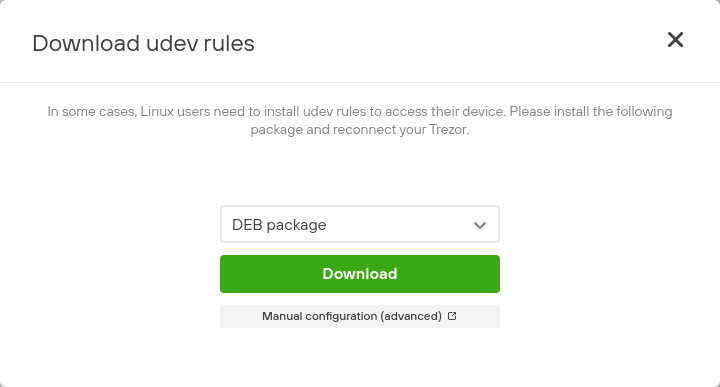 Download udev rules
In some cases, Linux users need to install udev rules to access their device. Please install the following
package and reconnect your Trezor.
DEB package
Download
Manual configuration (advanced)